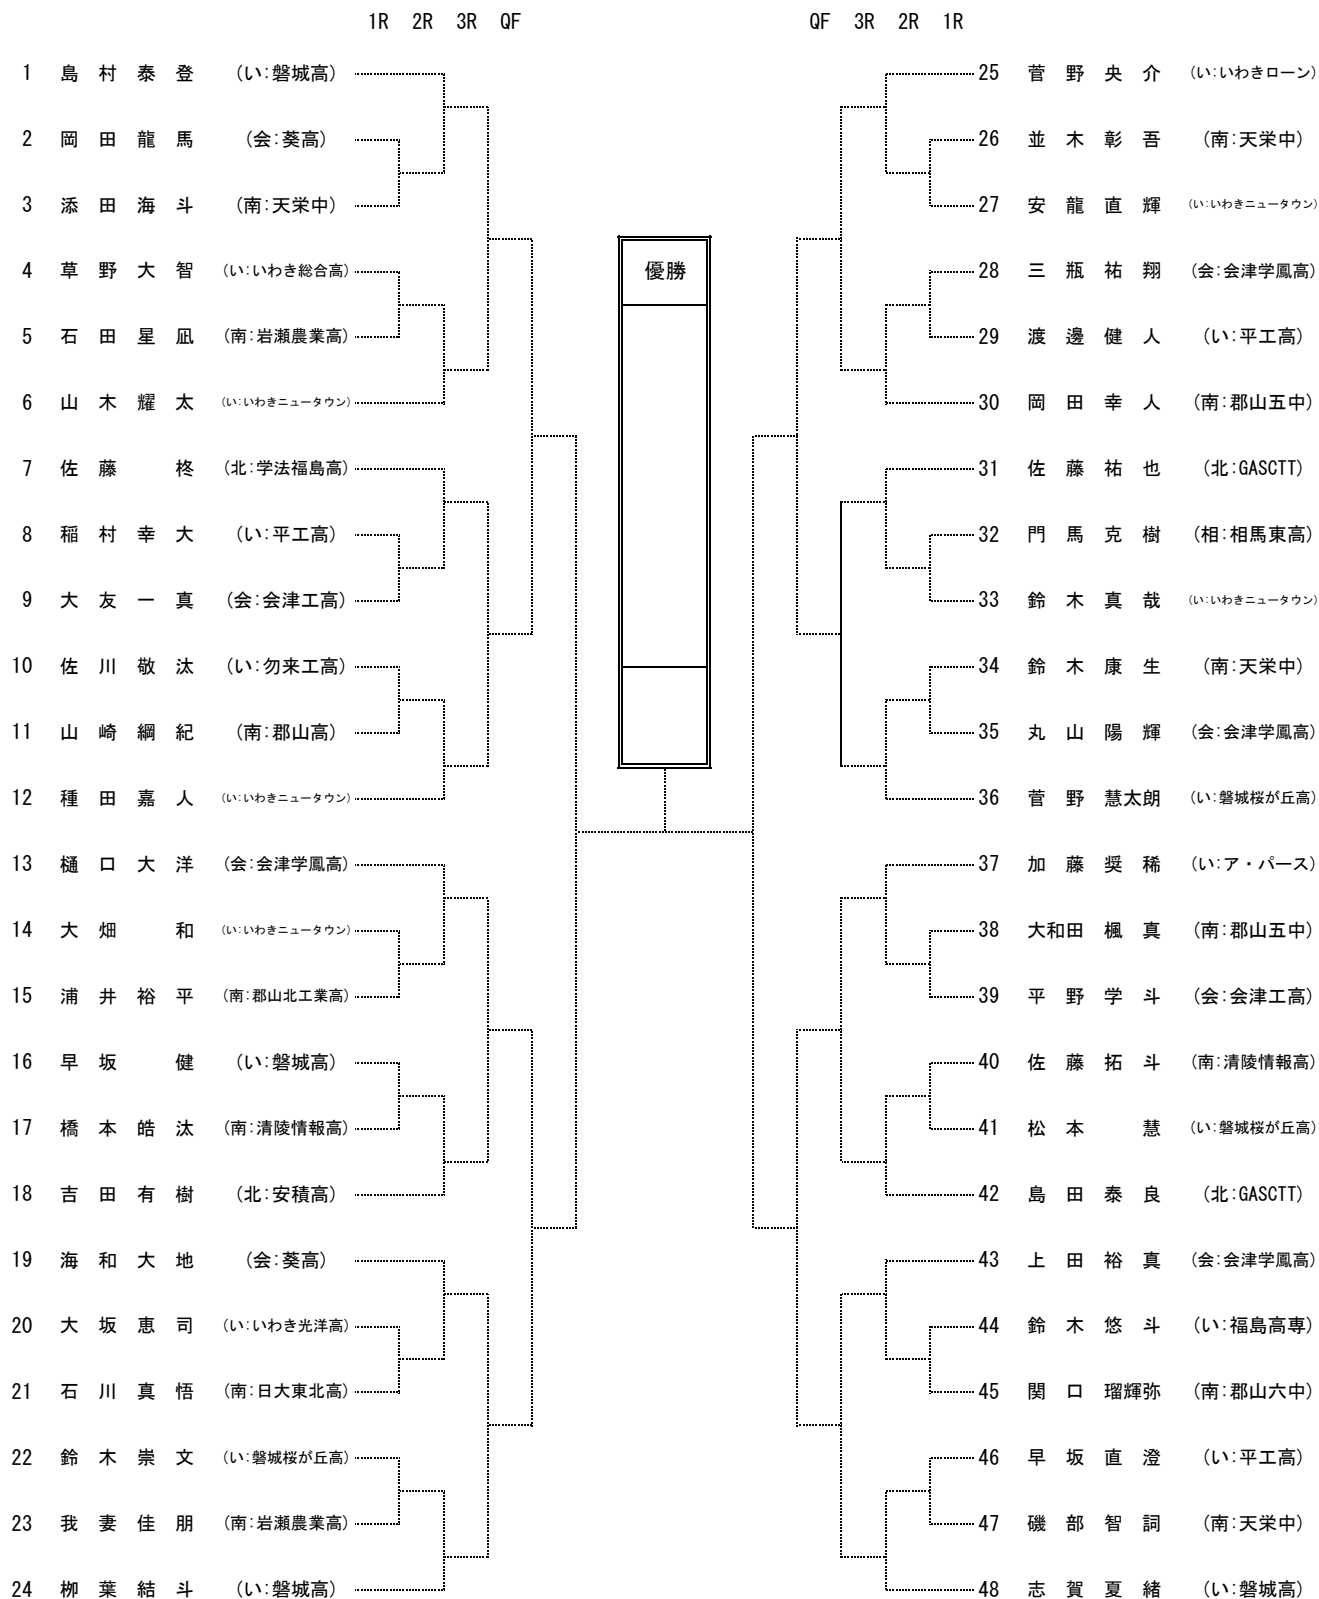 1R 2R 3R QF
QF 3R 2R 1R
1 島村泰登 (い:磐城高)
2 岡田龍馬 (会:葵高)
3 添田海斗 (南:天栄中)
4 草野大智 (い:いわき総合高)
5 石田星凪 (南:岩瀬農業高)
6 山木耀太 (い:いわきニュータウン)
7 佐藤 柊 (北:学法福島高)
8 稲村幸大 (い:平工高)
9 大友一真 (会:会津工高)
10 佐川敬汰 (い:勿来工高)
11 山崎綱紀 (南:郡山高)
12 種田嘉人 (い:いわきニュータウン)
13 樋口大洋 (会:会津学鳳高)
14 大畑 和 (い:いわきニュータウン)
15 浦井裕平 (南:郡山北工業高)
16 早坂 健 (い:磐城高)
17 橋本皓汰 (南:清陵情報高)
18 吉田有樹 (北:安積高)
19 海和大地 (会:葵高)
20 大坂恵司 (い:いわき光洋高)
21 石川真悟 (南:日大東北高)
22 鈴木崇文 (い:磐城桜が丘高)
23 我妻佳朋 (南:岩瀬農業高)
24 栁葉結斗 (い:磐城高)
優勝
25 菅野央介 (い:いわきローン)
26 並木彰吾 (南:天栄中)
27 安龍直輝 (い:いわきニュータウン)
28 三瓶祐翔 (会:会津学鳳高)
29 渡邊健人 (い:平工高)
30 岡田幸人 (南:郡山五中)
31 佐藤祐也 (北:GASCTT)
32 門馬克樹 (相:相馬東高)
33 鈴木真哉 (い:いわきニュータウン)
34 鈴木康生 (南:天栄中)
35 丸山陽輝 (会:会津学鳳高)
36 菅野慧太朗 (い:磐城桜が丘高)
37 加藤奨稀 (い:ア・パース)
38 大和田楓真 (南:郡山五中)
39 平野学斗 (会:会津工高)
40 佐藤拓斗 (南:清陵情報高)
41 松本 慧 (い:磐城桜が丘高)
42 島田泰良 (北:GASCTT)
43 上田裕真 (会:会津学鳳高)
44 鈴木悠斗 (い:福島高専)
45 関口瑠輝弥 (南:郡山六中)
46 早坂直澄 (い:平工高)
47 磯部智詞 (南:天栄中)
48 志賀夏緒 (い:磐城高)